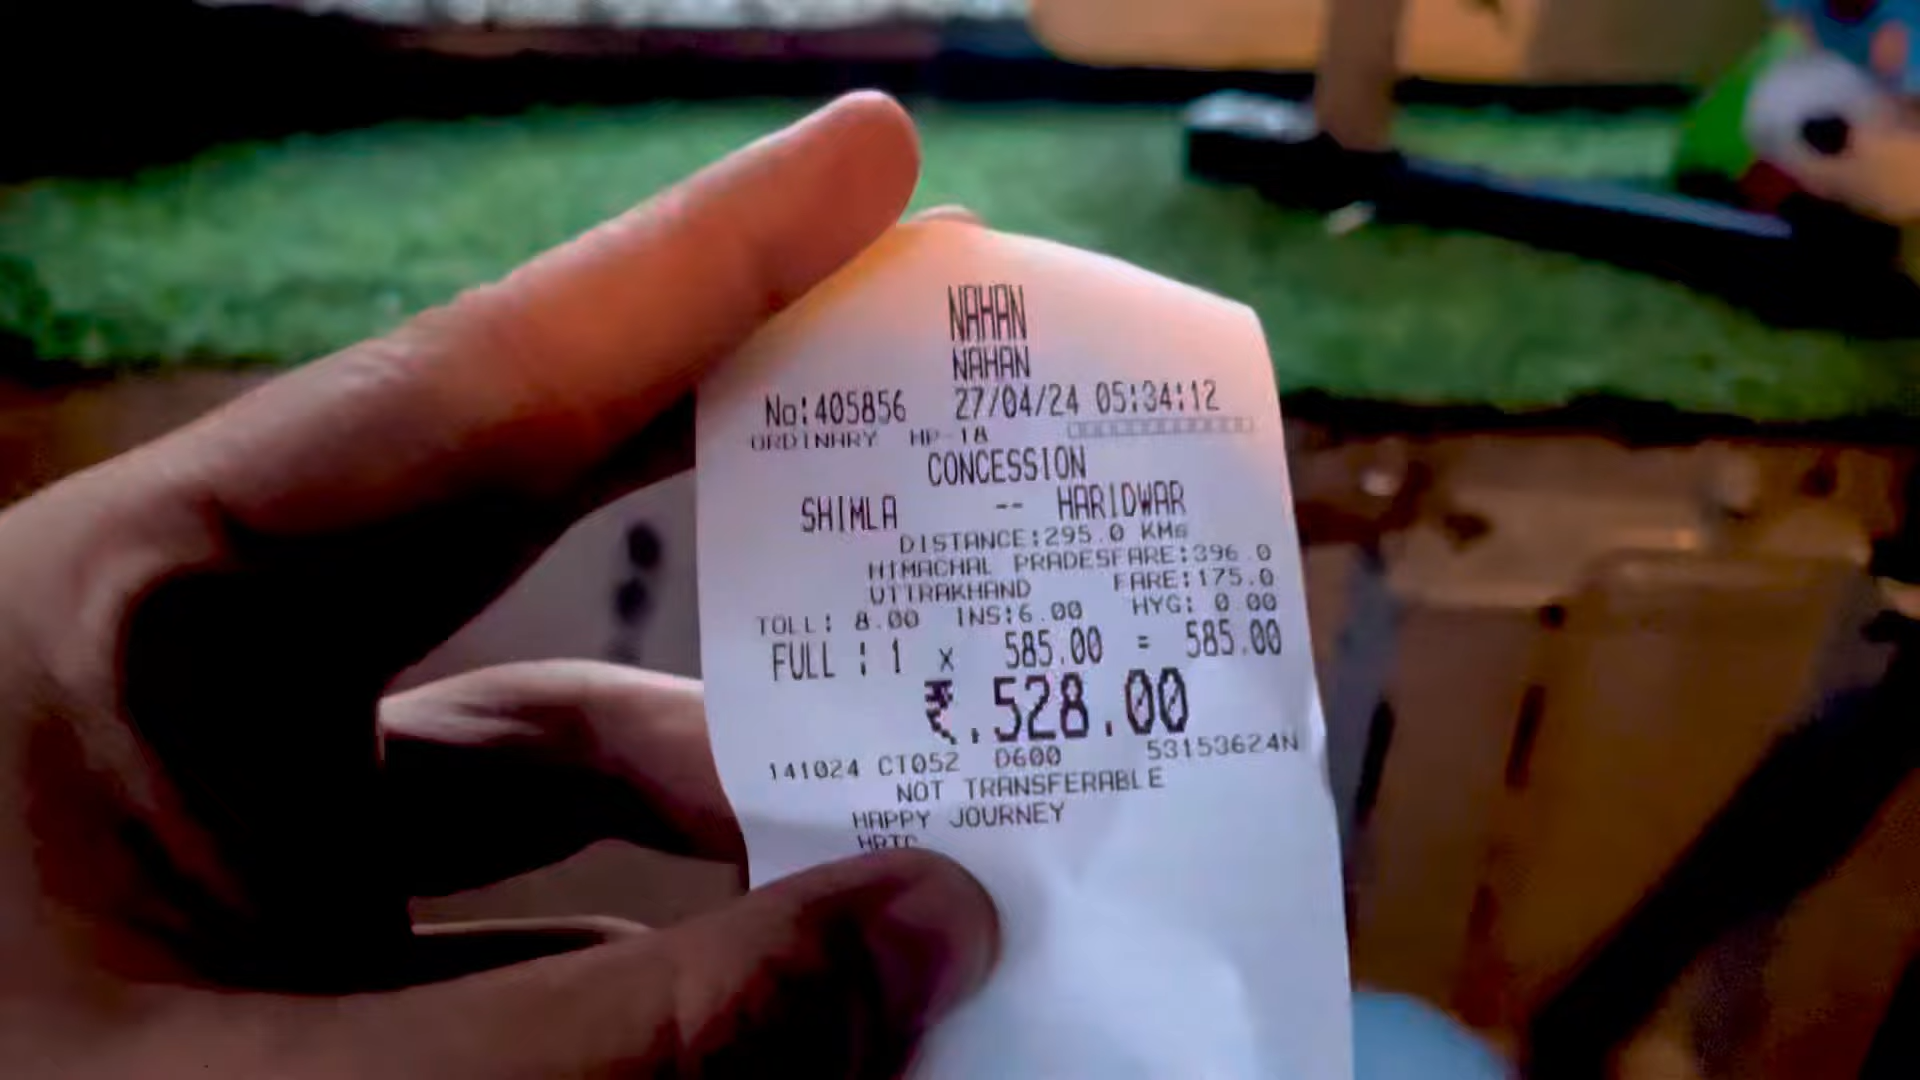 NAHAN
NAHAN
No:405856 27/04/24 05:34:12
ORDINARY HP-18
CONCESSION
SHIMLA -- HARIDWAR
DISTANCE:295.0 KMs
HIMACHAL PRADESFARE:396.0
UTTRAKHAND FARE:175.0
TOLL: 8.00 INS:6.00 HYG: 0.00
FULL : 1 x 585.00 = 585.00
₹.528.00
141024 CT052 D600 53153624N
NOT TRANSFERABLE
HAPPY JOURNEY
HRTC